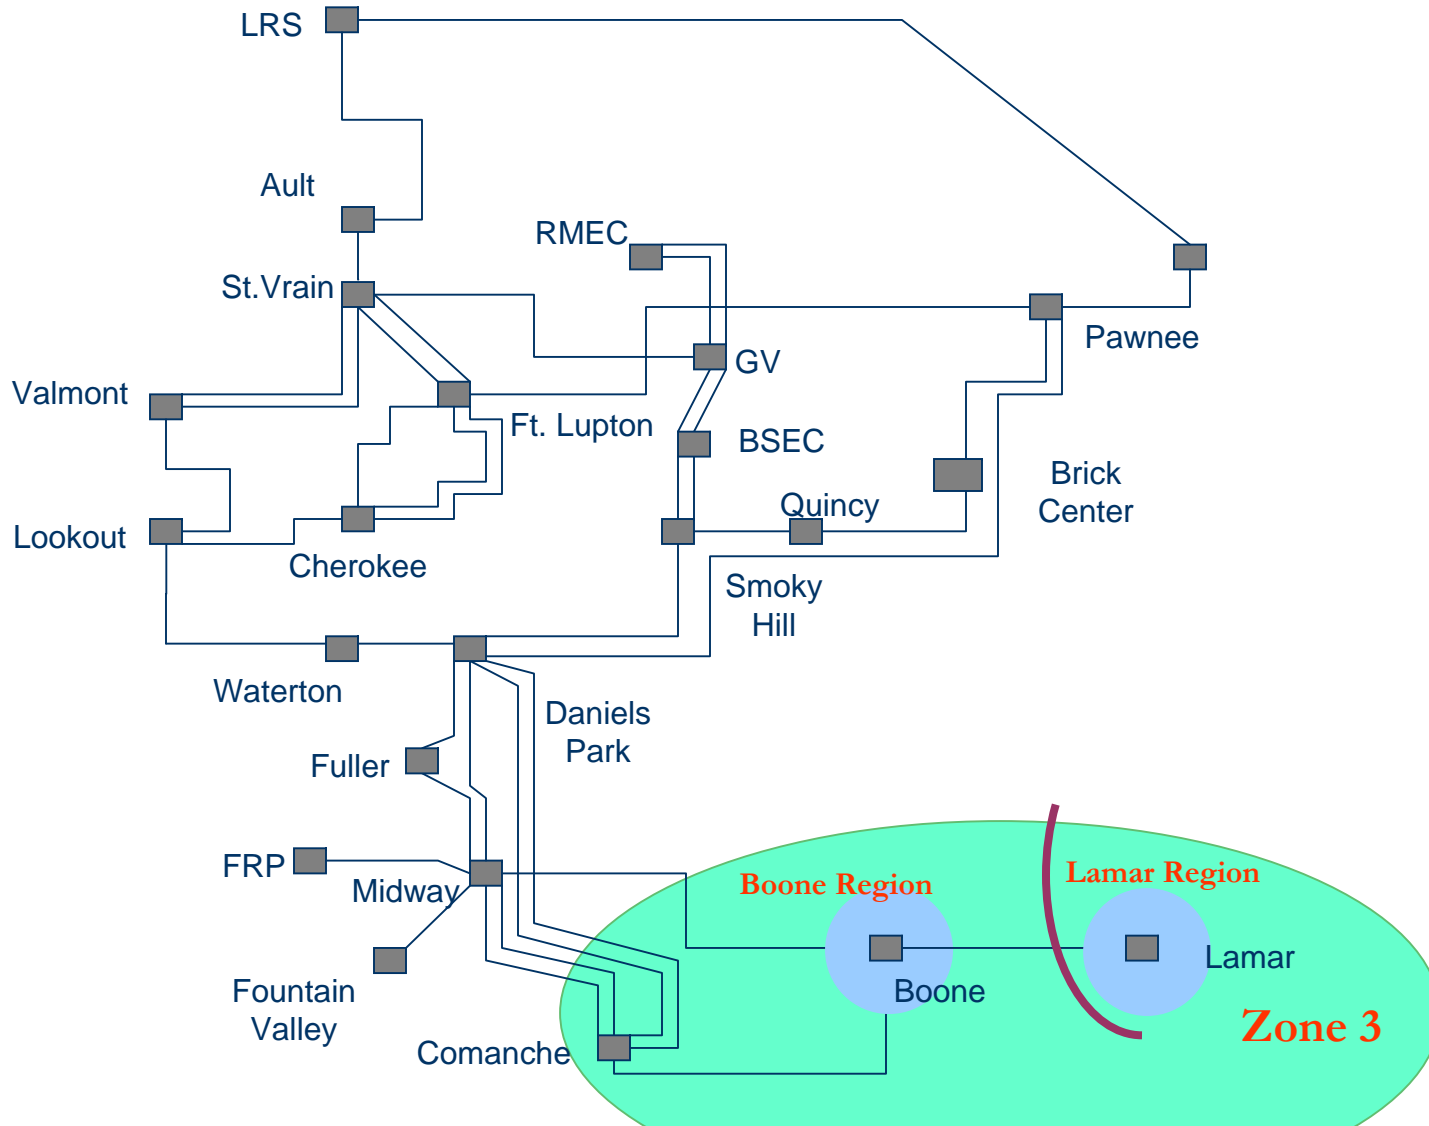 LRS
Ault
RMEC
St.Vrain
Pawnee
GV
Valmont
Ft. Lupton
BSEC
Brick
Center
Quincy
Lookout
Cherokee
Smoky
Hill
Waterton
Daniels
Park
Fuller
FRP
Midway
Boone Region
Lamar Region
Lamar
Boone
Fountain
Valley
Zone 3
Comanche